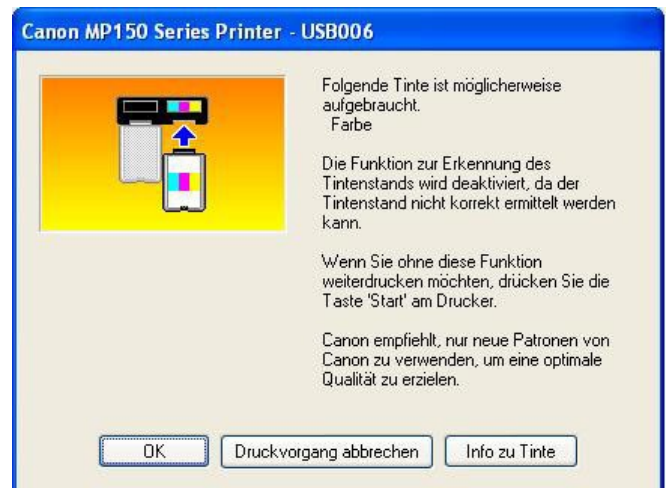 Canon MP150 Series Printer - USB006
Folgende Tinte ist möglicherweise
aufgebraucht.
Farbe
Die Funktion zur Erkennung des
Tintenstands wird deaktiviert, da der
Tintenstand nicht korrekt ermittelt werden
kann.
Wenn Sie ohne diese Funktion
weiterdrucken möchten, drücken Sie die
Taste 'Start' am Drucker.
Canon empfiehlt, nur neue Patronen von
Canon zu verwenden, um eine optimale
Qualität zu erzielen.
OK
Druckvorgang abbrechen
Info zu Tinte